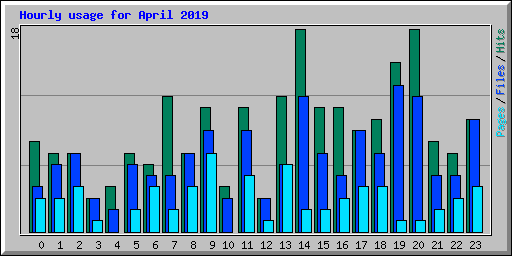 Hourly usage for April 2019
18
Pages / Files / Hits
0 1 2 3 4 5 6 7 8 9 10 11 12 13 14 15 16 17 18 19 20 21 22 23